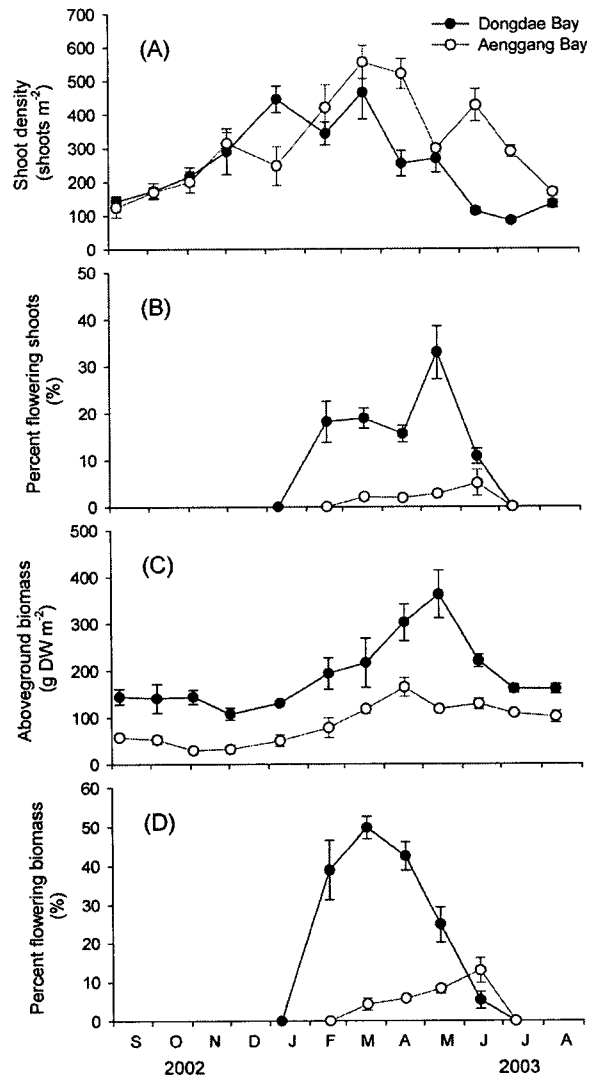 Dongdae Bay
Aenggang Bay
(A)
Shoot density
(shoots m⁻²)
700
600
500
400
300
200
100
0
(B)
Percent flowering shoots
(%)
50
40
30
20
10
0
(C)
Aboveground biomass
(g DW m⁻²)
500
400
300
200
100
0
(D)
Percent flowering biomass
(%)
60
50
40
30
20
10
0
S O N D J F M A M J J A
2002 2003